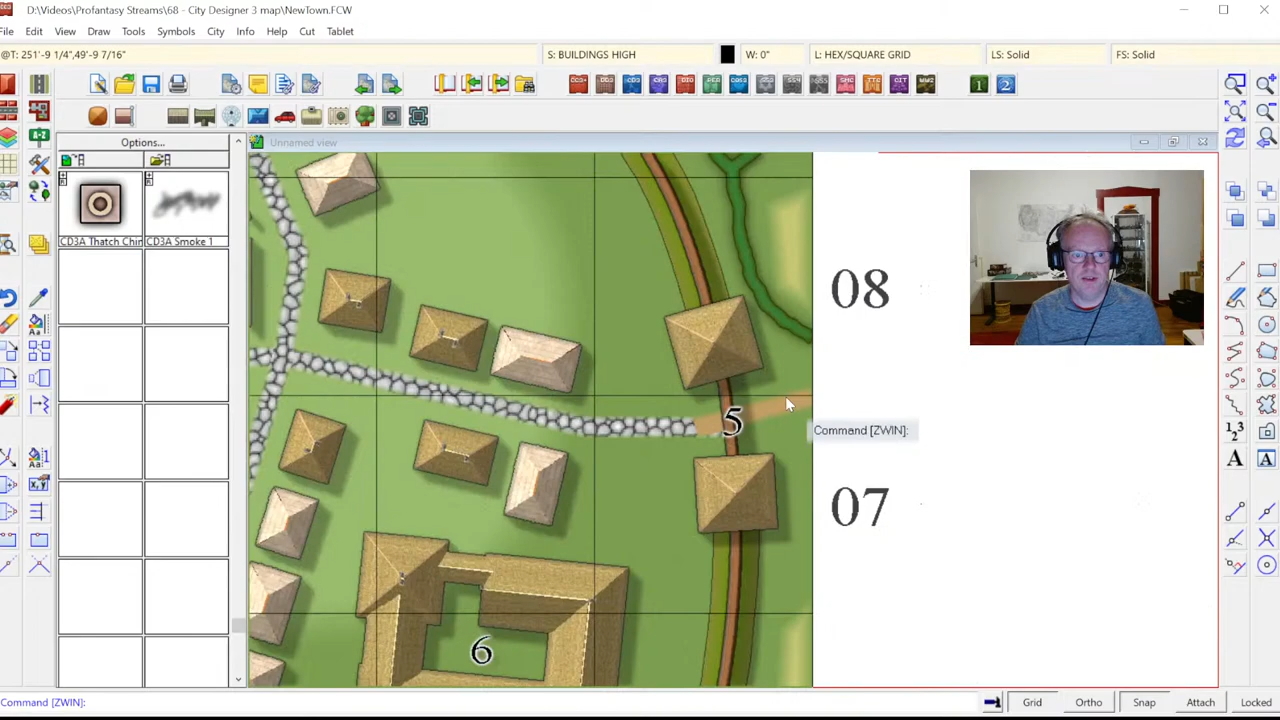 D:\Videos\Profantasy Streams\68 - City Designer 3 map\NewTown.FCW
File Edit View Draw Tools Symbols City Info Help Cut Tablet
@T: 251'-9 1/4",49'-9 7/16"
S: BUILDINGS HIGH
W: 0"
L: HEX/SQUARE GRID
LS: Solid
FS: Solid
Options...
Unnamed view
CD3A Thatch Chin
CD3A Smoke 1
08
5
Command [ZWIN]:
07
6
Command [ZWIN]:
Grid
Ortho
Snap
Attach
Locked